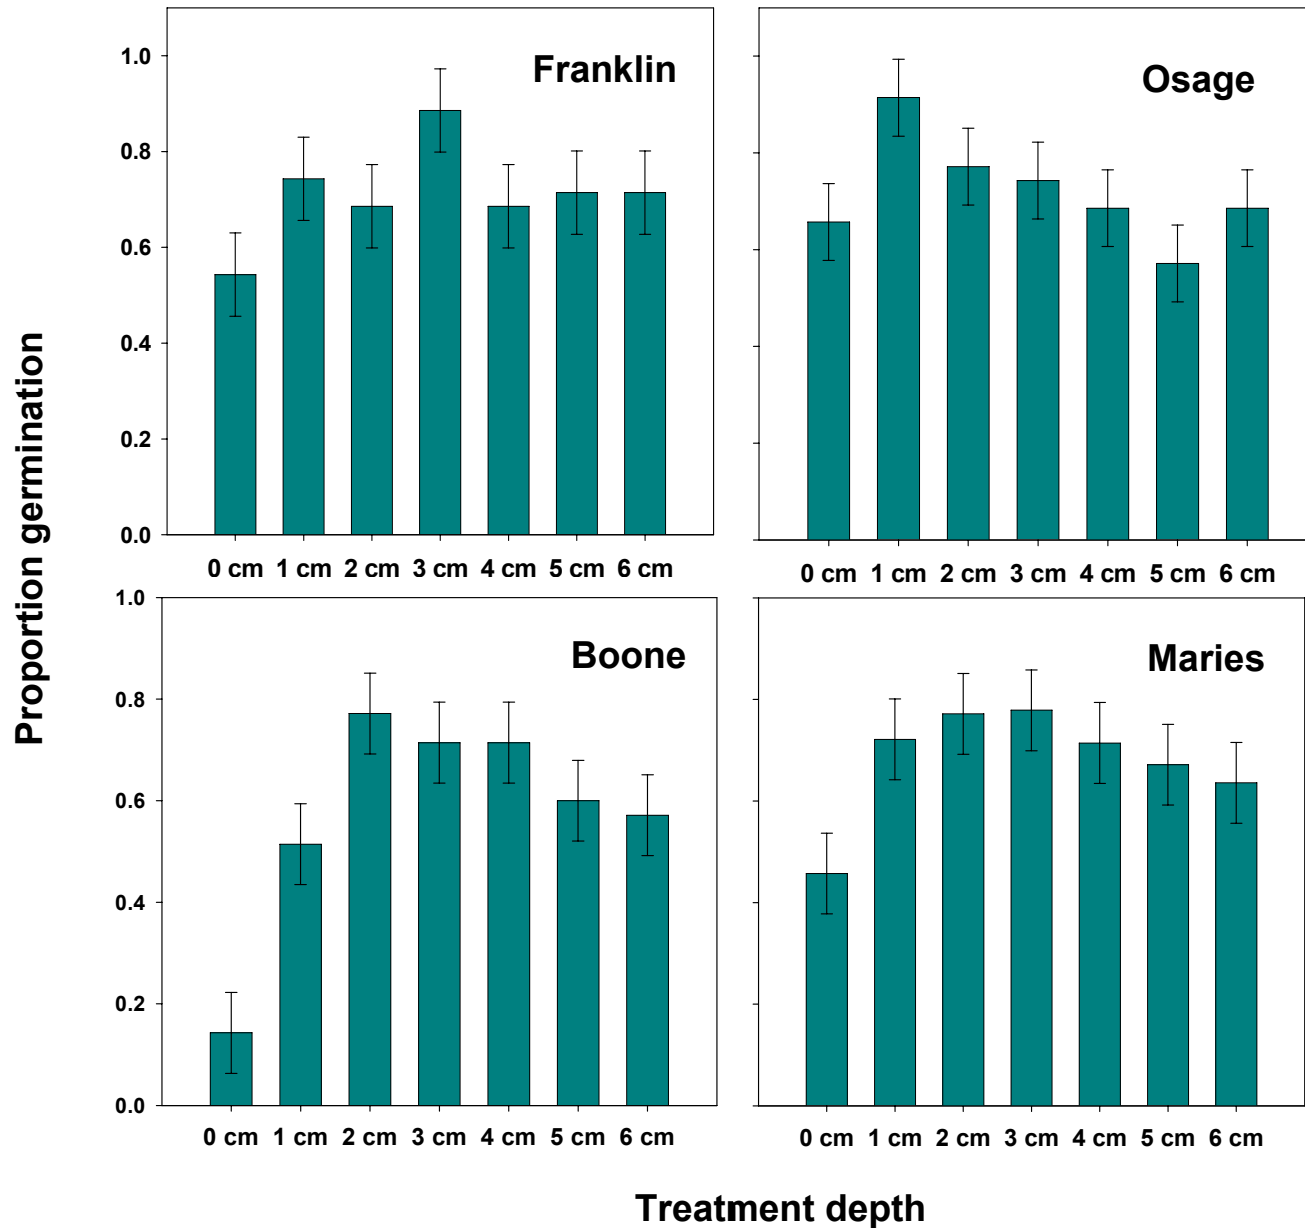 Proportion germination
Franklin
1.0
0.8
0.6
0.4
0.2
0.0
0 cm 1 cm 2 cm 3 cm 4 cm 5 cm 6 cm
Osage
0 cm 1 cm 2 cm 3 cm 4 cm 5 cm 6 cm
Boone
1.0
0.8
0.6
0.4
0.2
0.0
0 cm 1 cm 2 cm 3 cm 4 cm 5 cm 6 cm
Maries
0 cm 1 cm 2 cm 3 cm 4 cm 5 cm 6 cm
Treatment depth